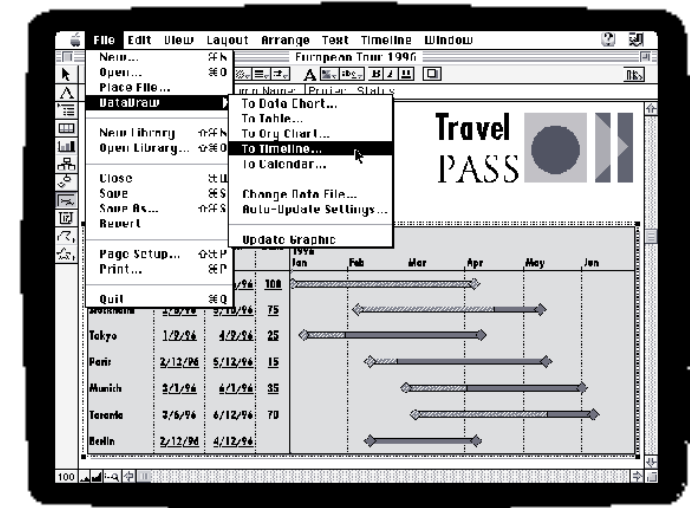 File Edit View Layout Arrange Text Timeline Window
European Tour 1996
New... ⌘N
Open... ⌘O
Place File...
DataDraw
New Library ⇧⌘N
Open Library... ⇧⌘O
Close ⌘W
Save ⌘S
Save As... ⇧⌘S
Revert
Page Setup... ⇧⌘P
Print... ⌘P
Quit ⌘Q
To Data Chart...
To Table...
To Org Chart...
To Timeline...
To Calendar...
Change Data File...
Auto-Update Settings...
Update Graphic
A B I U
Travel
PASS
1996
Jan Feb Mar Apr May Jun
100
75
Tokyo 1/9/96 4/9/96 25
Paris 2/12/96 5/12/96 15
Munich 3/1/96 6/1/96 35
Toronto 3/6/96 6/12/96 70
Berlin 2/12/96 4/12/96
100